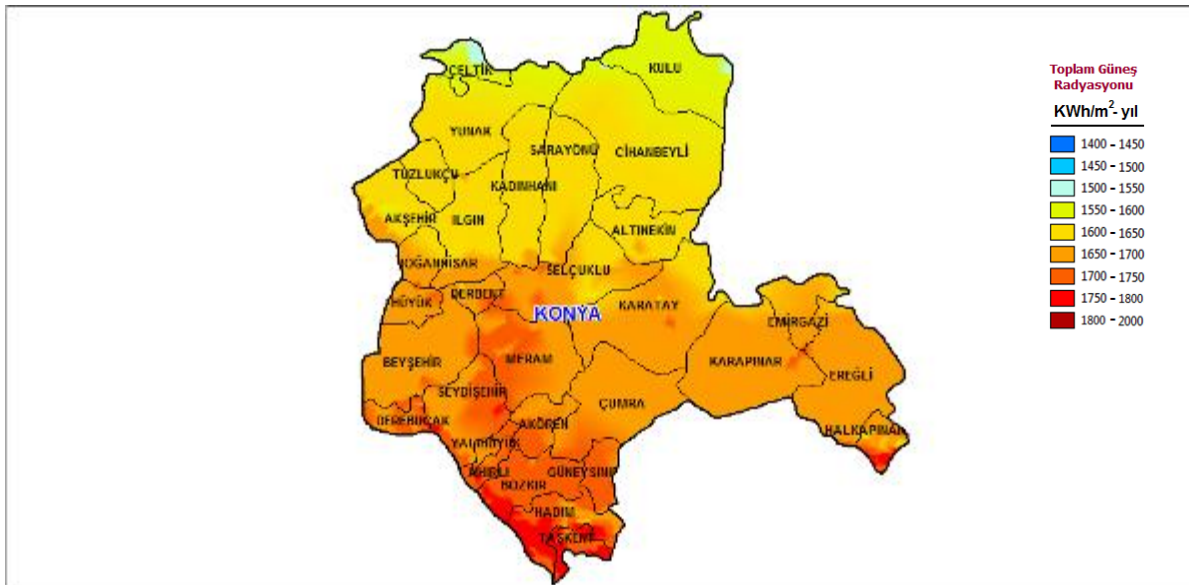 ÇELTİK
KULU
YUNAK
SARAYÖNÜ
CİHANBEYLİ
TUZLUKÇU
KADINHANI
AKŞEHİR
ILGIN
ALTINEKİN
DOĞANHİSAR
SELÇUKLU
HÜYÜK
DERBENT
KONYA
KARATAY
EMİRGAZİ
BEYŞEHİR
MERAM
KARAPINAR
EREĞLİ
SEYDİŞEHİR
ÇUMRA
DEREBUCAK
AKÖREN
HALKAPINAR
YALIHÜYÜK
AHIRLI
GÜNEYSINIR
BOZKIR
HADIM
TAŞKENT
Toplam Güneş
Radyasyonu
KWh/m²- yıl
1400 - 1450
1450 - 1500
1500 - 1550
1550 - 1600
1600 - 1650
1650 - 1700
1700 - 1750
1750 - 1800
1800 - 2000